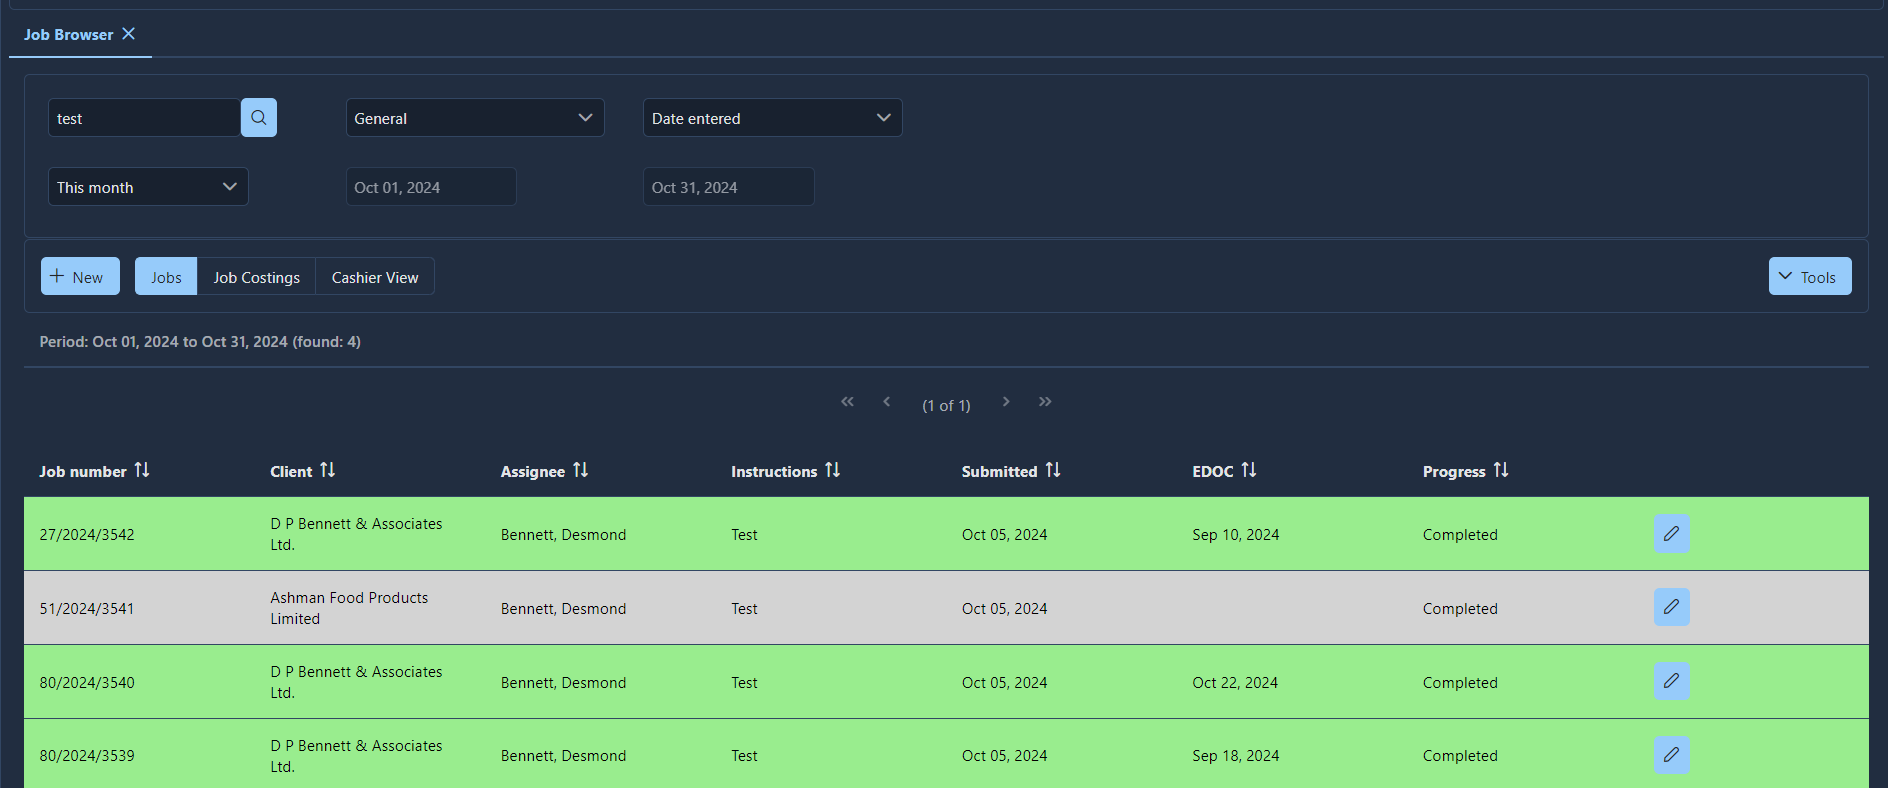 Job Browser
test
General
Date entered
This month
Oct 01, 2024
Oct 31, 2024
New
Jobs
Job Costings
Cashier View
Tools
Period: Oct 01, 2024 to Oct 31, 2024 (found: 4)
(1 of 1)
Job number Client Assignee Instructions Submitted EDOC Progress
27/2024/3542 D P Bennett & Associates Ltd. Bennett, Desmond Test Oct 05, 2024 Sep 10, 2024 Completed
51/2024/3541 Ashman Food Products Limited Bennett, Desmond Test Oct 05, 2024 Completed
80/2024/3540 D P Bennett & Associates Ltd. Bennett, Desmond Test Oct 05, 2024 Oct 22, 2024 Completed
80/2024/3539 D P Bennett & Associates Ltd. Bennett, Desmond Test Oct 05, 2024 Sep 18, 2024 Completed